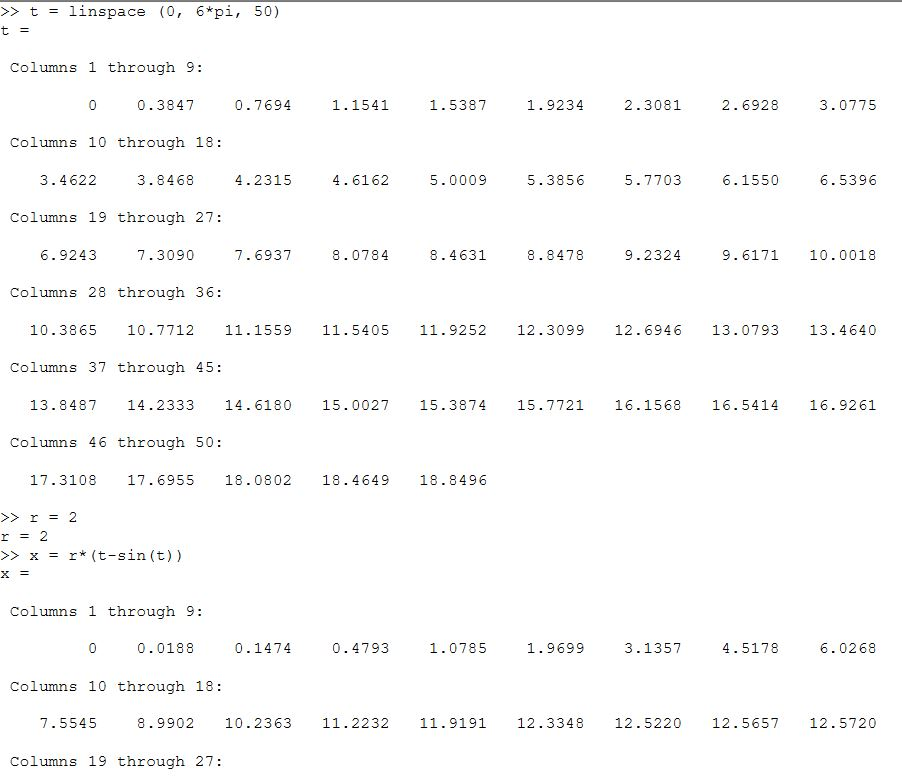 >> t = linspace (0, 6*pi, 50)
t =
Columns 1 through 9:
0 0.3847 0.7694 1.1541 1.5387 1.9234 2.3081 2.6928 3.0775
Columns 10 through 18:
3.4622 3.8468 4.2315 4.6162 5.0009 5.3856 5.7703 6.1550 6.5396
Columns 19 through 27:
6.9243 7.3090 7.6937 8.0784 8.4631 8.8478 9.2324 9.6171 10.0018
Columns 28 through 36:
10.3865 10.7712 11.1559 11.5405 11.9252 12.3099 12.6946 13.0793 13.4640
Columns 37 through 45:
13.8487 14.2333 14.6180 15.0027 15.3874 15.7721 16.1568 16.5414 16.9261
Columns 46 through 50:
17.3108 17.6955 18.0802 18.4649 18.8496
>> r = 2
r = 2
>> x = r*(t-sin(t))
x =
Columns 1 through 9:
0 0.0188 0.1474 0.4793 1.0785 1.9699 3.1357 4.5178 6.0268
Columns 10 through 18:
7.5545 8.9902 10.2363 11.2232 11.9191 12.3348 12.5220 12.5657 12.5720
Columns 19 through 27: